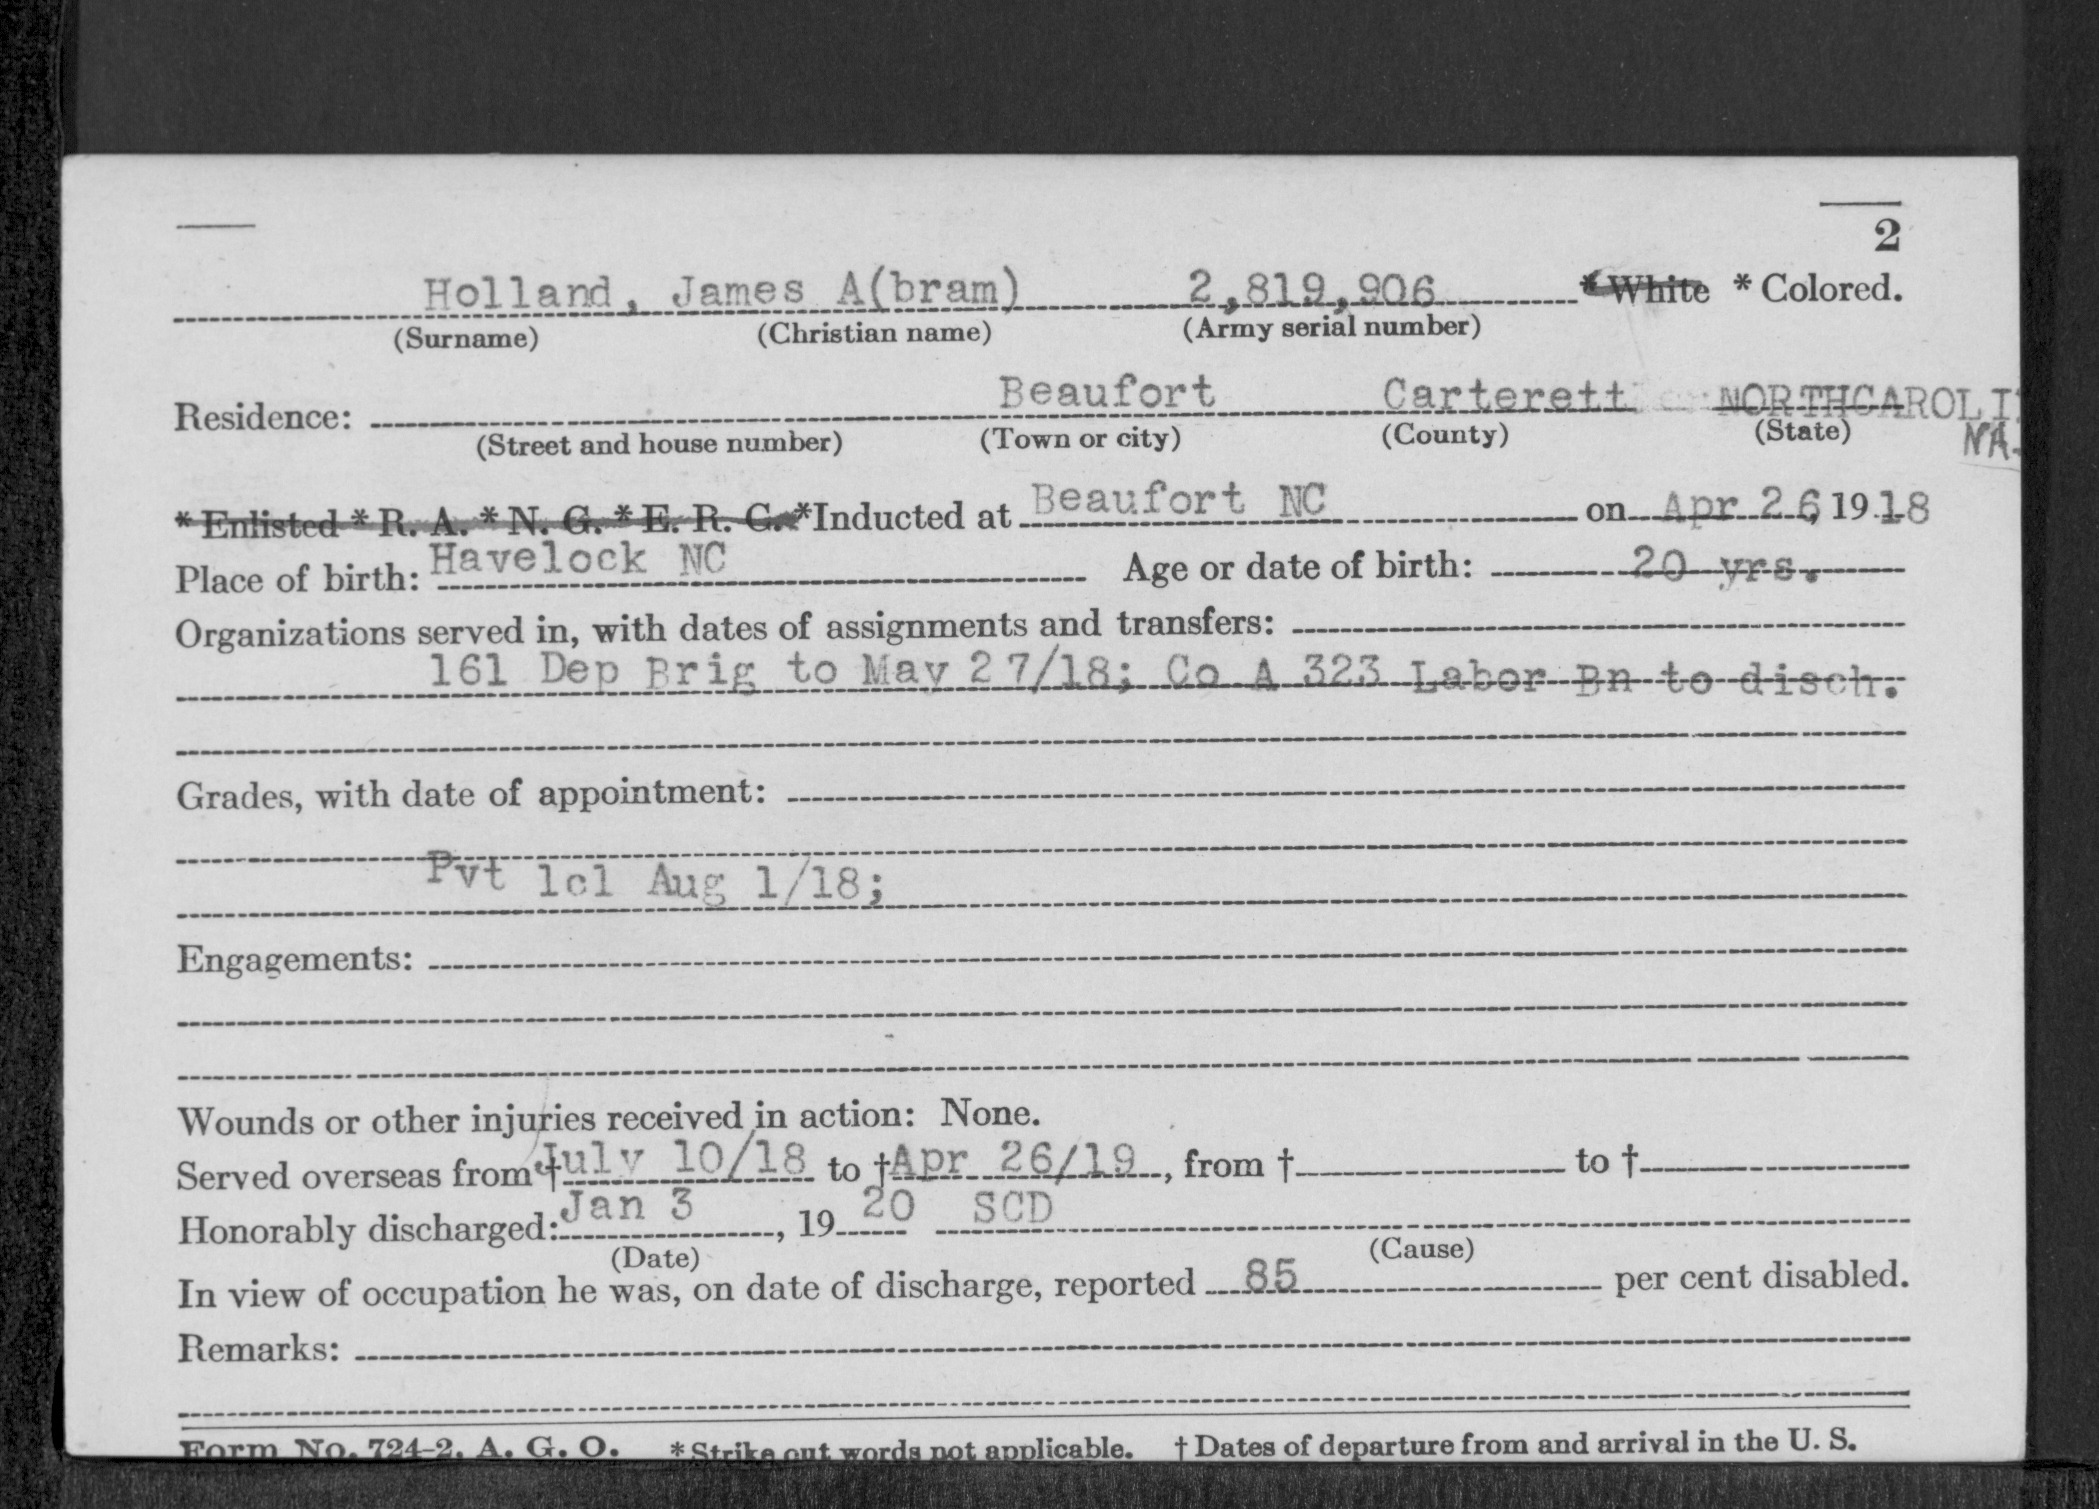 2
Holland, James A(bram) 2,819,906 * White * Colored.
(Surname) (Christian name) (Army serial number)
Residence: Beaufort Carterett NORTHCAROLI
NA.
(Street and house number) (Town or city) (County) (State)
* Enlisted * R. A. * N. G. * E. R. C. * Inducted at Beaufort NC on Apr 26, 1918
Place of birth: Havelock NC Age or date of birth: 20 yrs.
Organizations served in, with dates of assignments and transfers:
161 Dep Brig to May 27/18; Co A 323 Labor Bn to disch.
Grades, with date of appointment:
Pvt 1cl Aug 1/18;
Engagements:
Wounds or other injuries received in action: None.
Served overseas from † July 10/18 to † Apr 26/19, from † to †
Honorably discharged: Jan 3, 1920 SCD
(Date) (Cause)
In view of occupation he was, on date of discharge, reported 85 per cent disabled.
Remarks:
Form No. 724-2, A. G. O. * Strike out words not applicable. † Dates of departure from and arrival in the U. S.